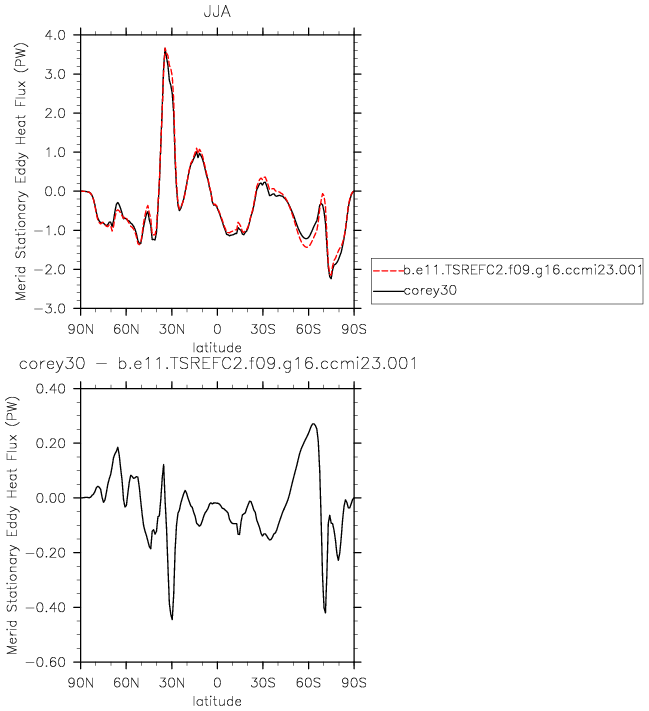 JJA
Merid Stationary Eddy Heat Flux (PW)
4.0
3.0
2.0
1.0
0.0
−1.0
−2.0
−3.0
90N 60N 30N 0 30S 60S 90S
latitude
b.e11.TSREFC2.f09.g16.ccmi23.001
corey30
corey30 − b.e11.TSREFC2.f09.g16.ccmi23.001
Merid Stationary Eddy Heat Flux (PW)
0.40
0.20
0.00
−0.20
−0.40
−0.60
90N 60N 30N 0 30S 60S 90S
latitude